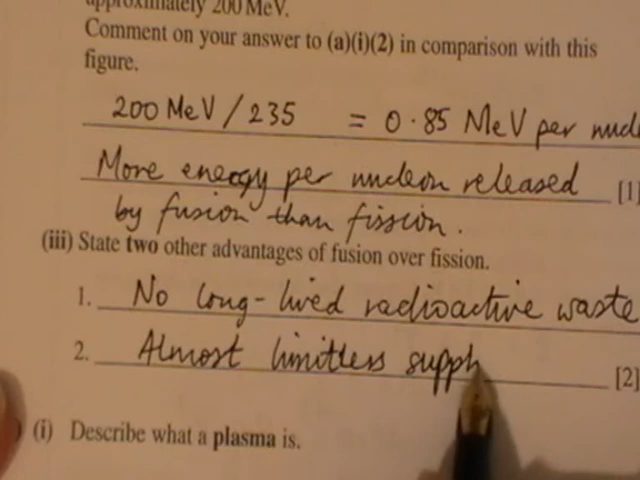 approximately 200 MeV.
Comment on your answer to (a)(i)(2) in comparison with this
figure.
200 MeV / 235 = 0.85 MeV per nucl
More energy per nucleon released [1]
by fusion than fission.
(iii) State two other advantages of fusion over fission.
1. No long-lived radioactive waste
2. Almost limitless suppl [2]
(i) Describe what a plasma is.